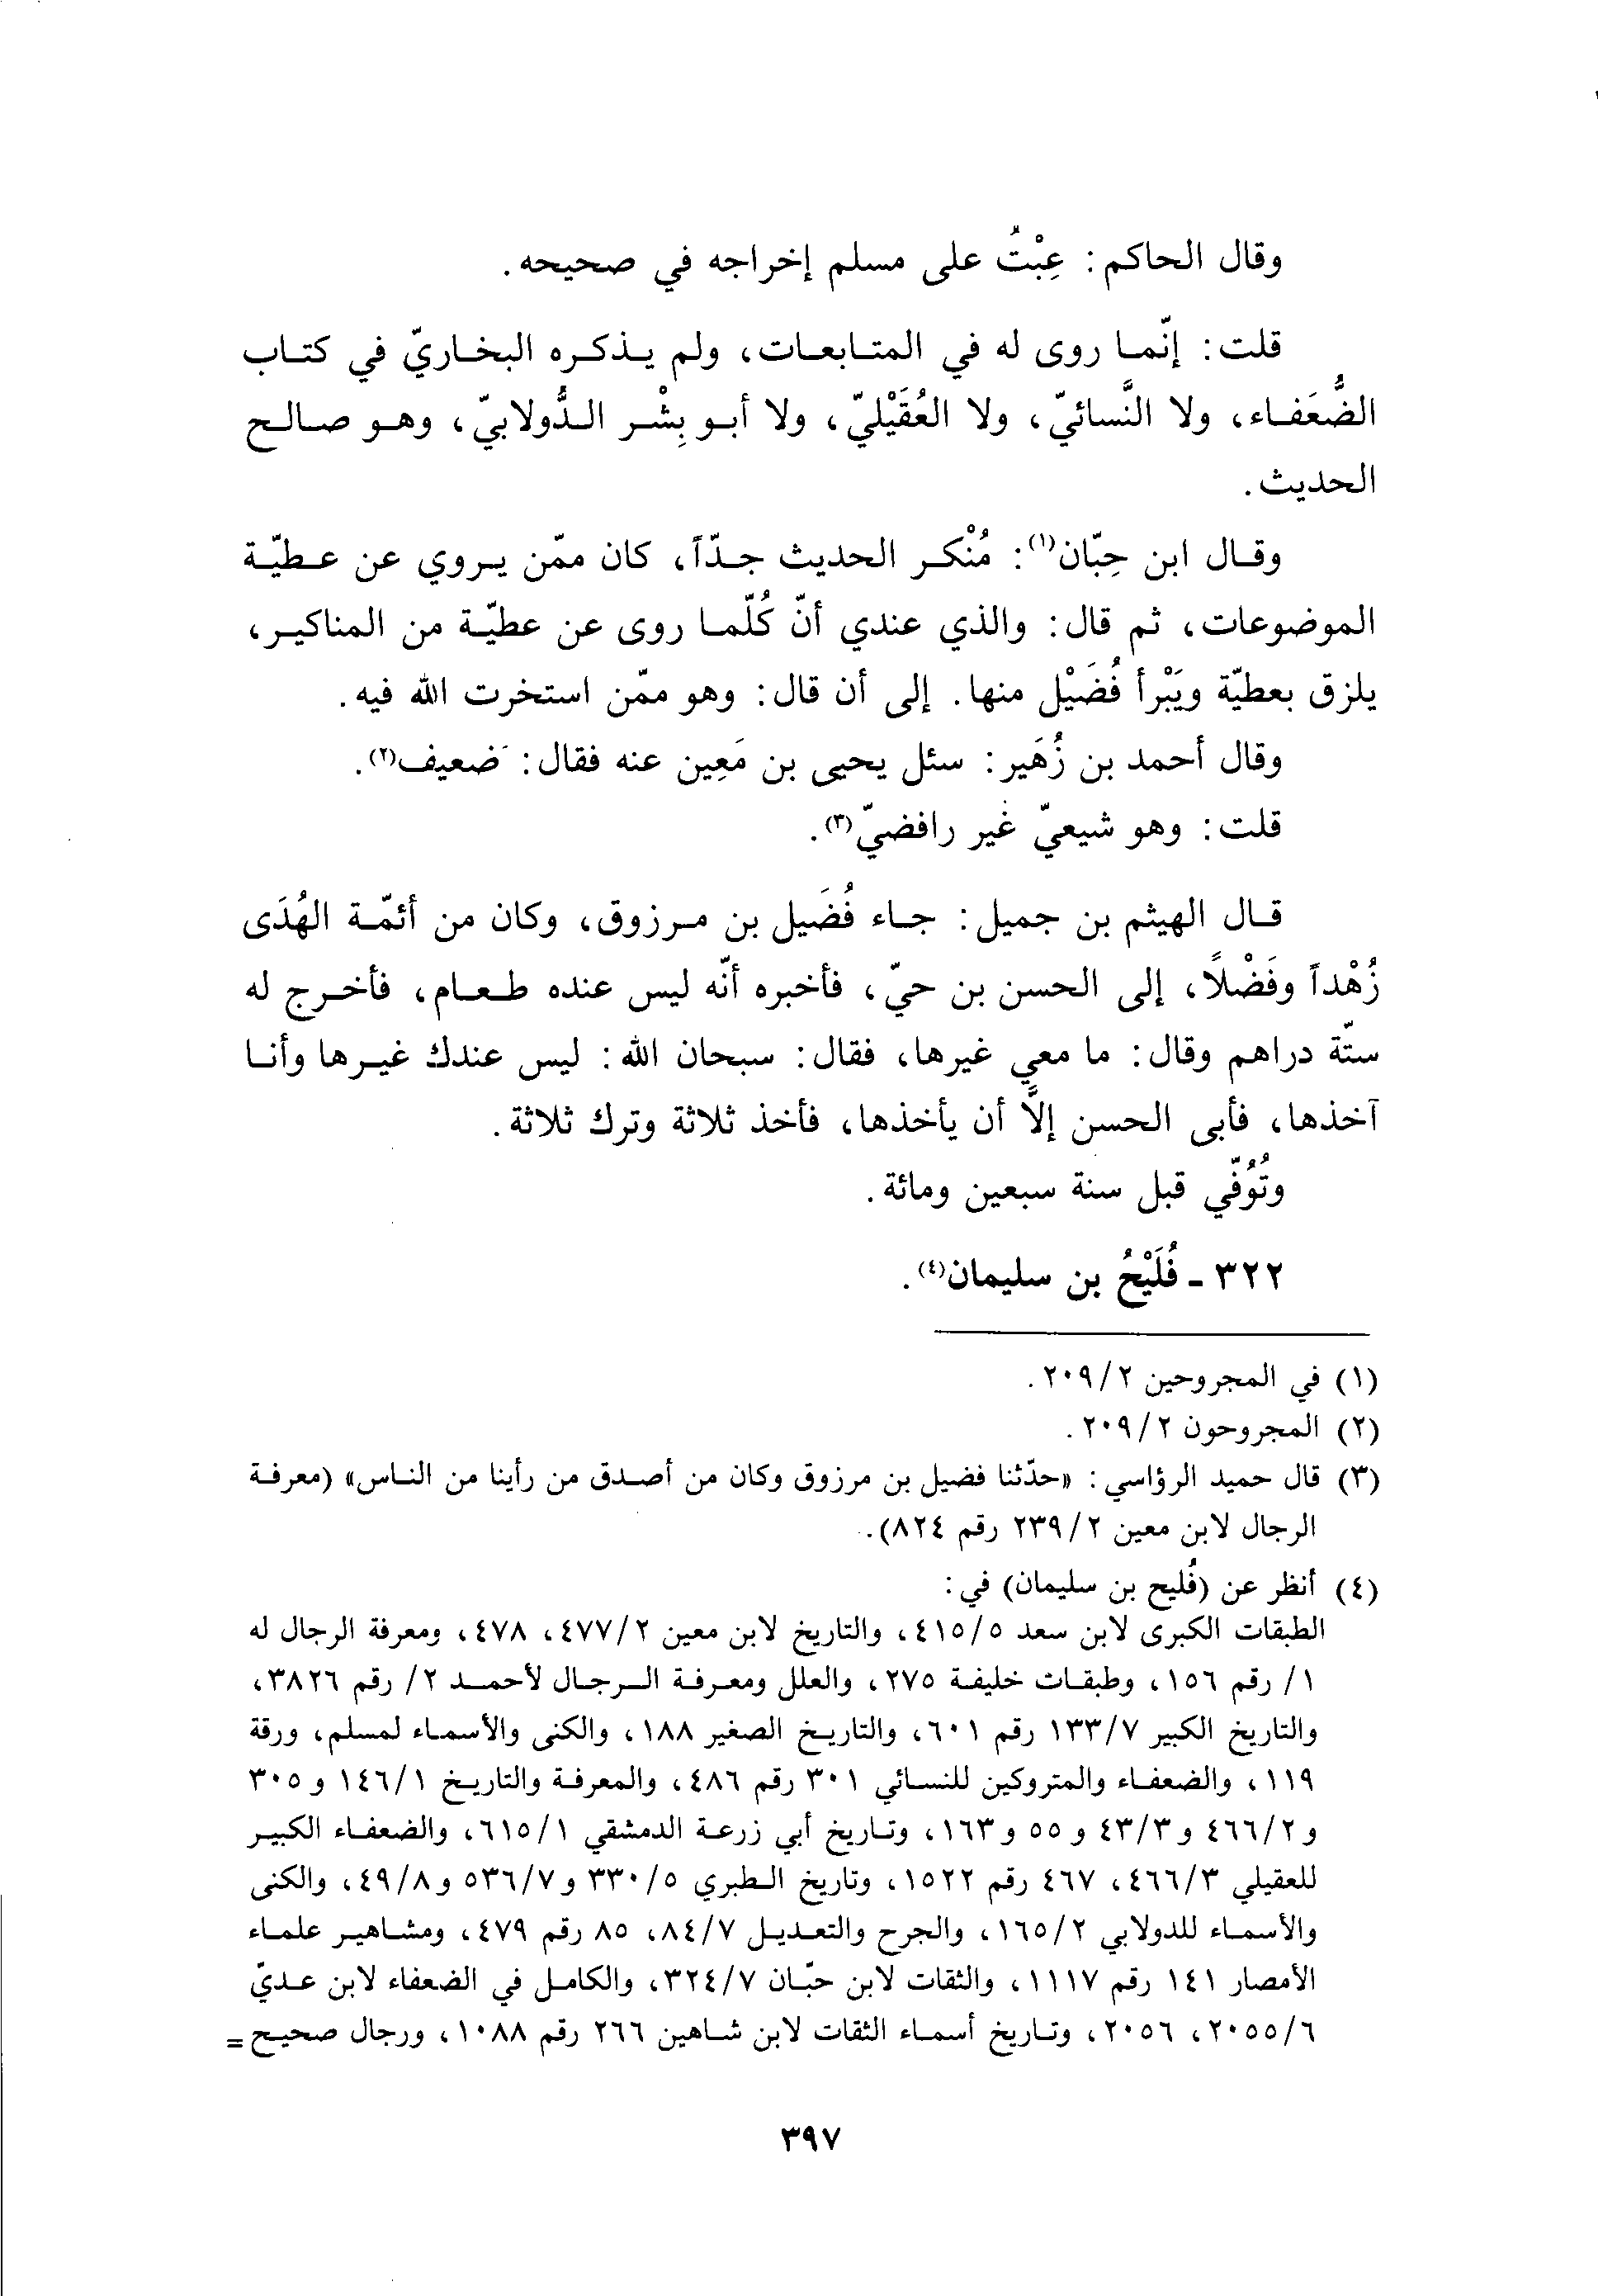 وقال الحاكم: عِبْتُ على مسلم إخراجه في صحيحه.
قلت: إنّما روى له في المتابعات، ولم يذكره البخاريّ في كتاب
الضُّعَفاء، ولا النَّسائيّ، ولا العُقَيْليّ، ولا أبو بِشْر الدُّولابيّ، وهو صالح
الحديث.
وقال ابن حِبّان(١): مُنْكر الحديث جدّاً، كان ممّن يروي عن عطيّة
الموضوعات، ثم قال: والذي عندي أنّ كُلّما روى عن عطيّة من المناكير،
يلزق بعطيّة ويَبْرأ فُضَيْل منها. إلى أن قال: وهو ممّن استخرت الله فيه.
وقال أحمد بن زُهَير: سئل يحيى بن مَعِين عنه فقال: ضعيف(٢).
قلت: وهو شيعيّ غير رافضيّ(٣).
قال الهيثم بن جميل: جاء فُضَيل بن مرزوق، وكان من أئمّة الهُدَى
زُهْداً وفَضْلاً، إلى الحسن بن حيّ، فأخبره أنّه ليس عنده طعام، فأخرج له
ستّة دراهم وقال: ما معي غيرها، فقال: سبحان الله: ليس عندك غيرها وأنا
آخذها، فأبى الحسن إلاَّ أن يأخذها، فأخذ ثلاثة وترك ثلاثة.
وتُوُفّي قبل سنة سبعين ومائة.
٣٢٢ - فُلَيْحُ بن سليمان(٤).
(١) في المجروحين ٢/٢٠٩.
(٢) المجروحون ٢/٢٠٩.
(٣) قال حميد الرؤاسي: «حدّثنا فضيل بن مرزوق وكان من أصدق من رأينا من الناس» (معرفة
الرجال لابن معين ٢/٢٣٩ رقم ٨٢٤).
(٤) أنظر عن (فُليح بن سليمان) في:
الطبقات الكبرى لابن سعد ٥/٤١٥، والتاريخ لابن معين ٢/٤٧٧، ٤٧٨، ومعرفة الرجال له
١/ رقم ١٥٦، وطبقات خليفة ٢٧٥، والعلل ومعرفة الرجال لأحمد ٢/ رقم ٣٨٢٦،
والتاريخ الكبير ٧/١٣٣ رقم ٦٠١، والتاريخ الصغير ١٨٨، والكنى والأسماء لمسلم، ورقة
١١٩، والضعفاء والمتروكين للنسائي ٣٠١ رقم ٤٨٦، والمعرفة والتاريخ ١/١٤٦ و٣٠٥
و٢/٤٦٦ و٣/٤٣ و٥٥ و١٦٣، وتاريخ أبي زرعة الدمشقي ١/٦١٥، والضعفاء الكبير
للعقيلي ٣/٤٦٦، ٤٦٧ رقم ١٥٢٢، وتاريخ الطبري ٥/٣٣٠ و٧/٥٣٦ و٨/٤٩، والكنى
والأسماء للدولابي ٢/١٦٥، والجرح والتعديل ٧/٨٤، ٨٥ رقم ٤٧٩، ومشاهير علماء
الأمصار ١٤١ رقم ١١١٧، والثقات لابن حبّان ٧/٣٢٤، والكامل في الضعفاء لابن عديّ
٦/٢٠٥٥، ٢٠٥٦، وتاريخ أسماء الثقات لابن شاهين ٢٦٦ رقم ١٠٨٨، ورجال صحيح =
٣٩٧